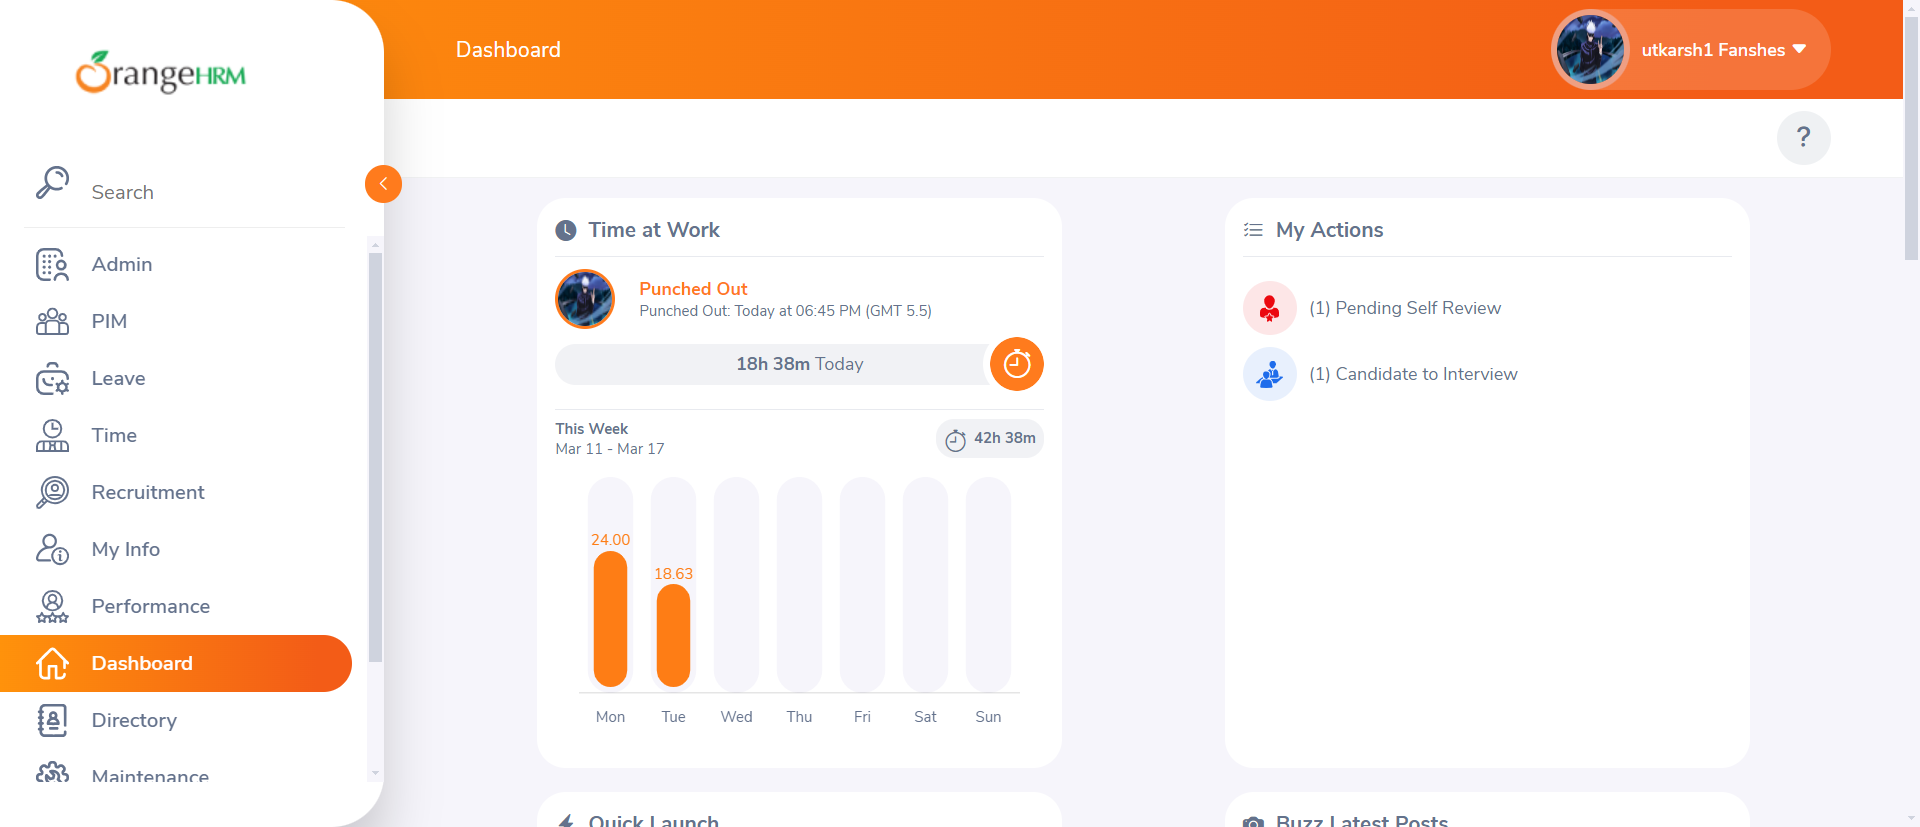 OrangeHRM
Search
Admin
PIM
Leave
Time
Recruitment
My Info
Performance
Dashboard
Directory
Maintenance
Dashboard
utkarsh1 Fanshes
?
Time at Work
Punched Out
Punched Out: Today at 06:45 PM (GMT 5.5)
18h 38m Today
This Week
Mar 11 - Mar 17
42h 38m
24.00
18.63
Mon Tue Wed Thu Fri Sat Sun
My Actions
(1) Pending Self Review
(1) Candidate to Interview
Quick Launch
Buzz Latest Posts